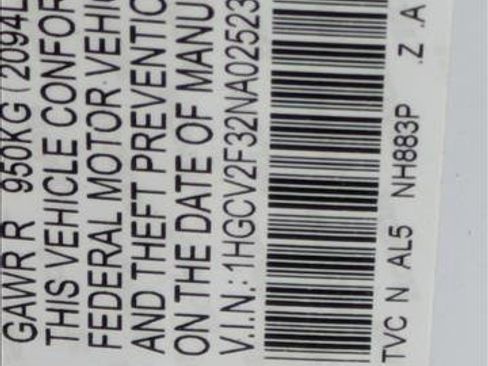 GAWR R 950KG (2094L
THIS VEHICLE CONFOR
FEDERAL MOTOR VEHIC
AND THEFT PREVENTIO
ON THE DATE OF MANU
V.I.N.: 1HGCV2F32NA02523
TVC N AL5 NH883P .Z .A